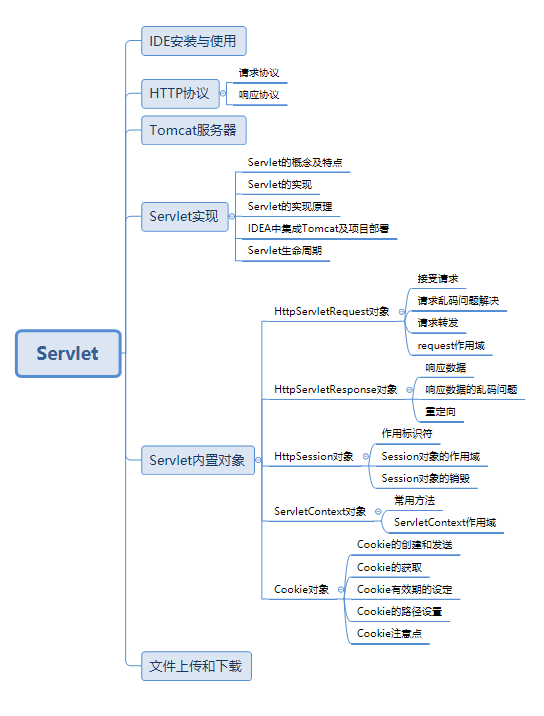 Servlet
IDE安装与使用
HTTP协议
请求协议
响应协议
Tomcat服务器
Servlet实现
Servlet的概念及特点
Servlet的实现
Servlet的实现原理
IDEA中集成Tomcat及项目部署
Servlet生命周期
Servlet内置对象
HttpServletRequest对象
接受请求
请求乱码问题解决
请求转发
request作用域
HttpServletResponse对象
响应数据
响应数据的乱码问题
重定向
HttpSession对象
作用标识符
Session对象的作用域
Session对象的销毁
ServletContext对象
常用方法
ServletContext作用域
Cookie对象
Cookie的创建和发送
Cookie的获取
Cookie有效期的设定
Cookie的路径设置
Cookie注意点
文件上传和下载